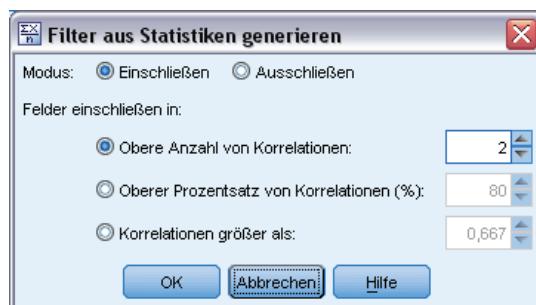 Filter aus Statistiken generieren
Modus: Einschließen Ausschließen
Felder einschließen in:
Obere Anzahl von Korrelationen: 2
Oberer Prozentsatz von Korrelationen (%): 80
Korrelationen größer als: 0,667
OK Abbrechen Hilfe